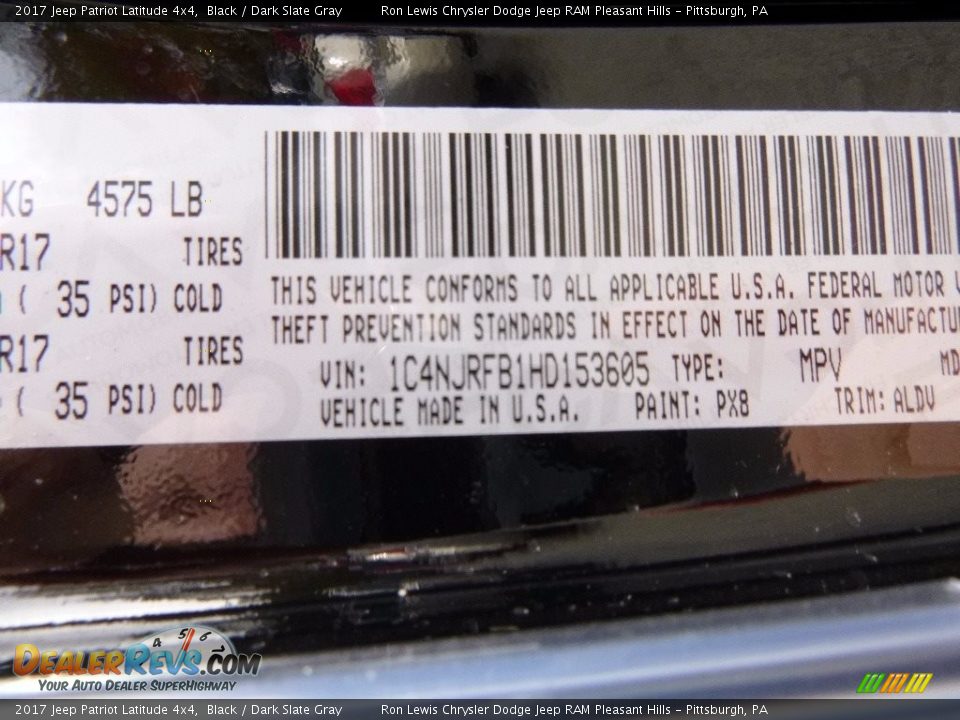 2017 Jeep Patriot Latitude 4x4, Black / Dark Slate Gray Ron Lewis Chrysler Dodge Jeep RAM Pleasant Hills - Pittsburgh, PA
KG 4575 LB
R17 TIRES
( 35 PSI) COLD
R17 TIRES
( 35 PSI) COLD
THIS VEHICLE CONFORMS TO ALL APPLICABLE U.S.A. FEDERAL MOTOR
THEFT PREVENTION STANDARDS IN EFFECT ON THE DATE OF MANUFACTU
VIN: 1C4NJRFB1HD153605 TYPE: MPV MD
VEHICLE MADE IN U.S.A. PAINT: PX8 TRIM: ALDV
4 5 6
DEALERREVS.COM
YOUR AUTO DEALER SUPERHIGHWAY
2017 Jeep Patriot Latitude 4x4, Black / Dark Slate Gray Ron Lewis Chrysler Dodge Jeep RAM Pleasant Hills - Pittsburgh, PA